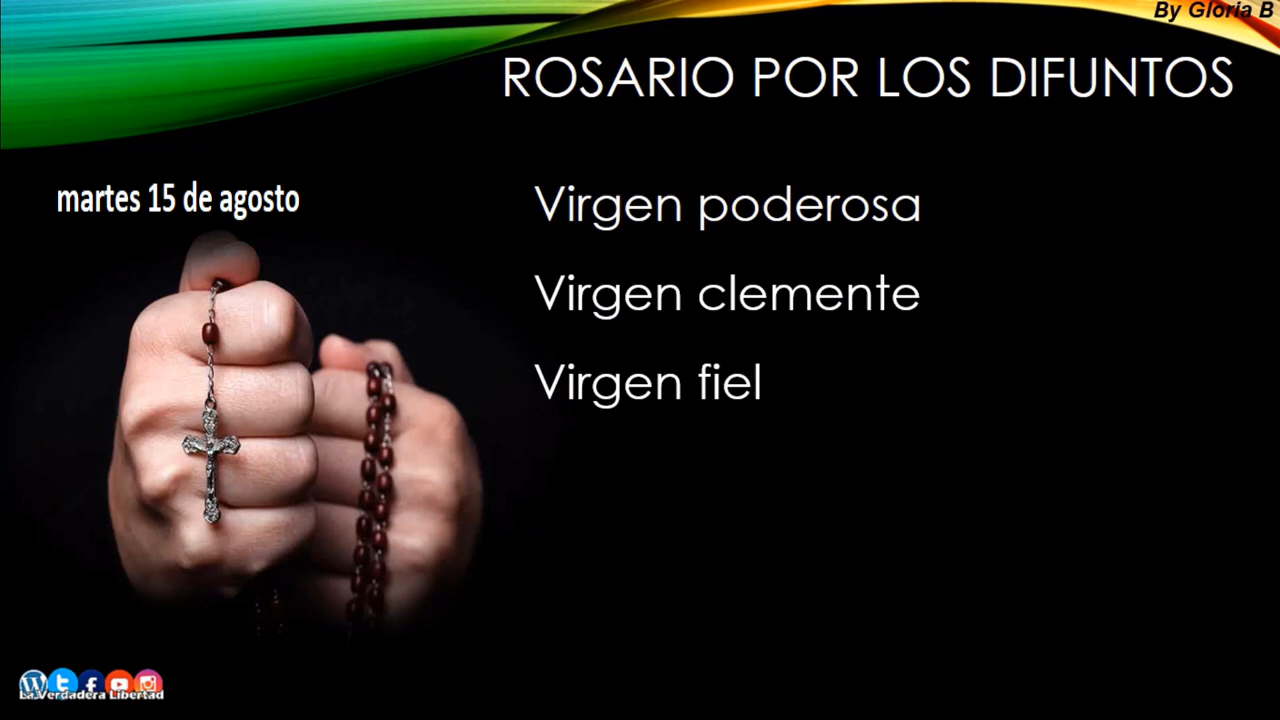 By Gloria B
ROSARIO POR LOS DIFUNTOS
martes 15 de agosto
Virgen poderosa
Virgen clemente
Virgen fiel
La Verdadera Libertad